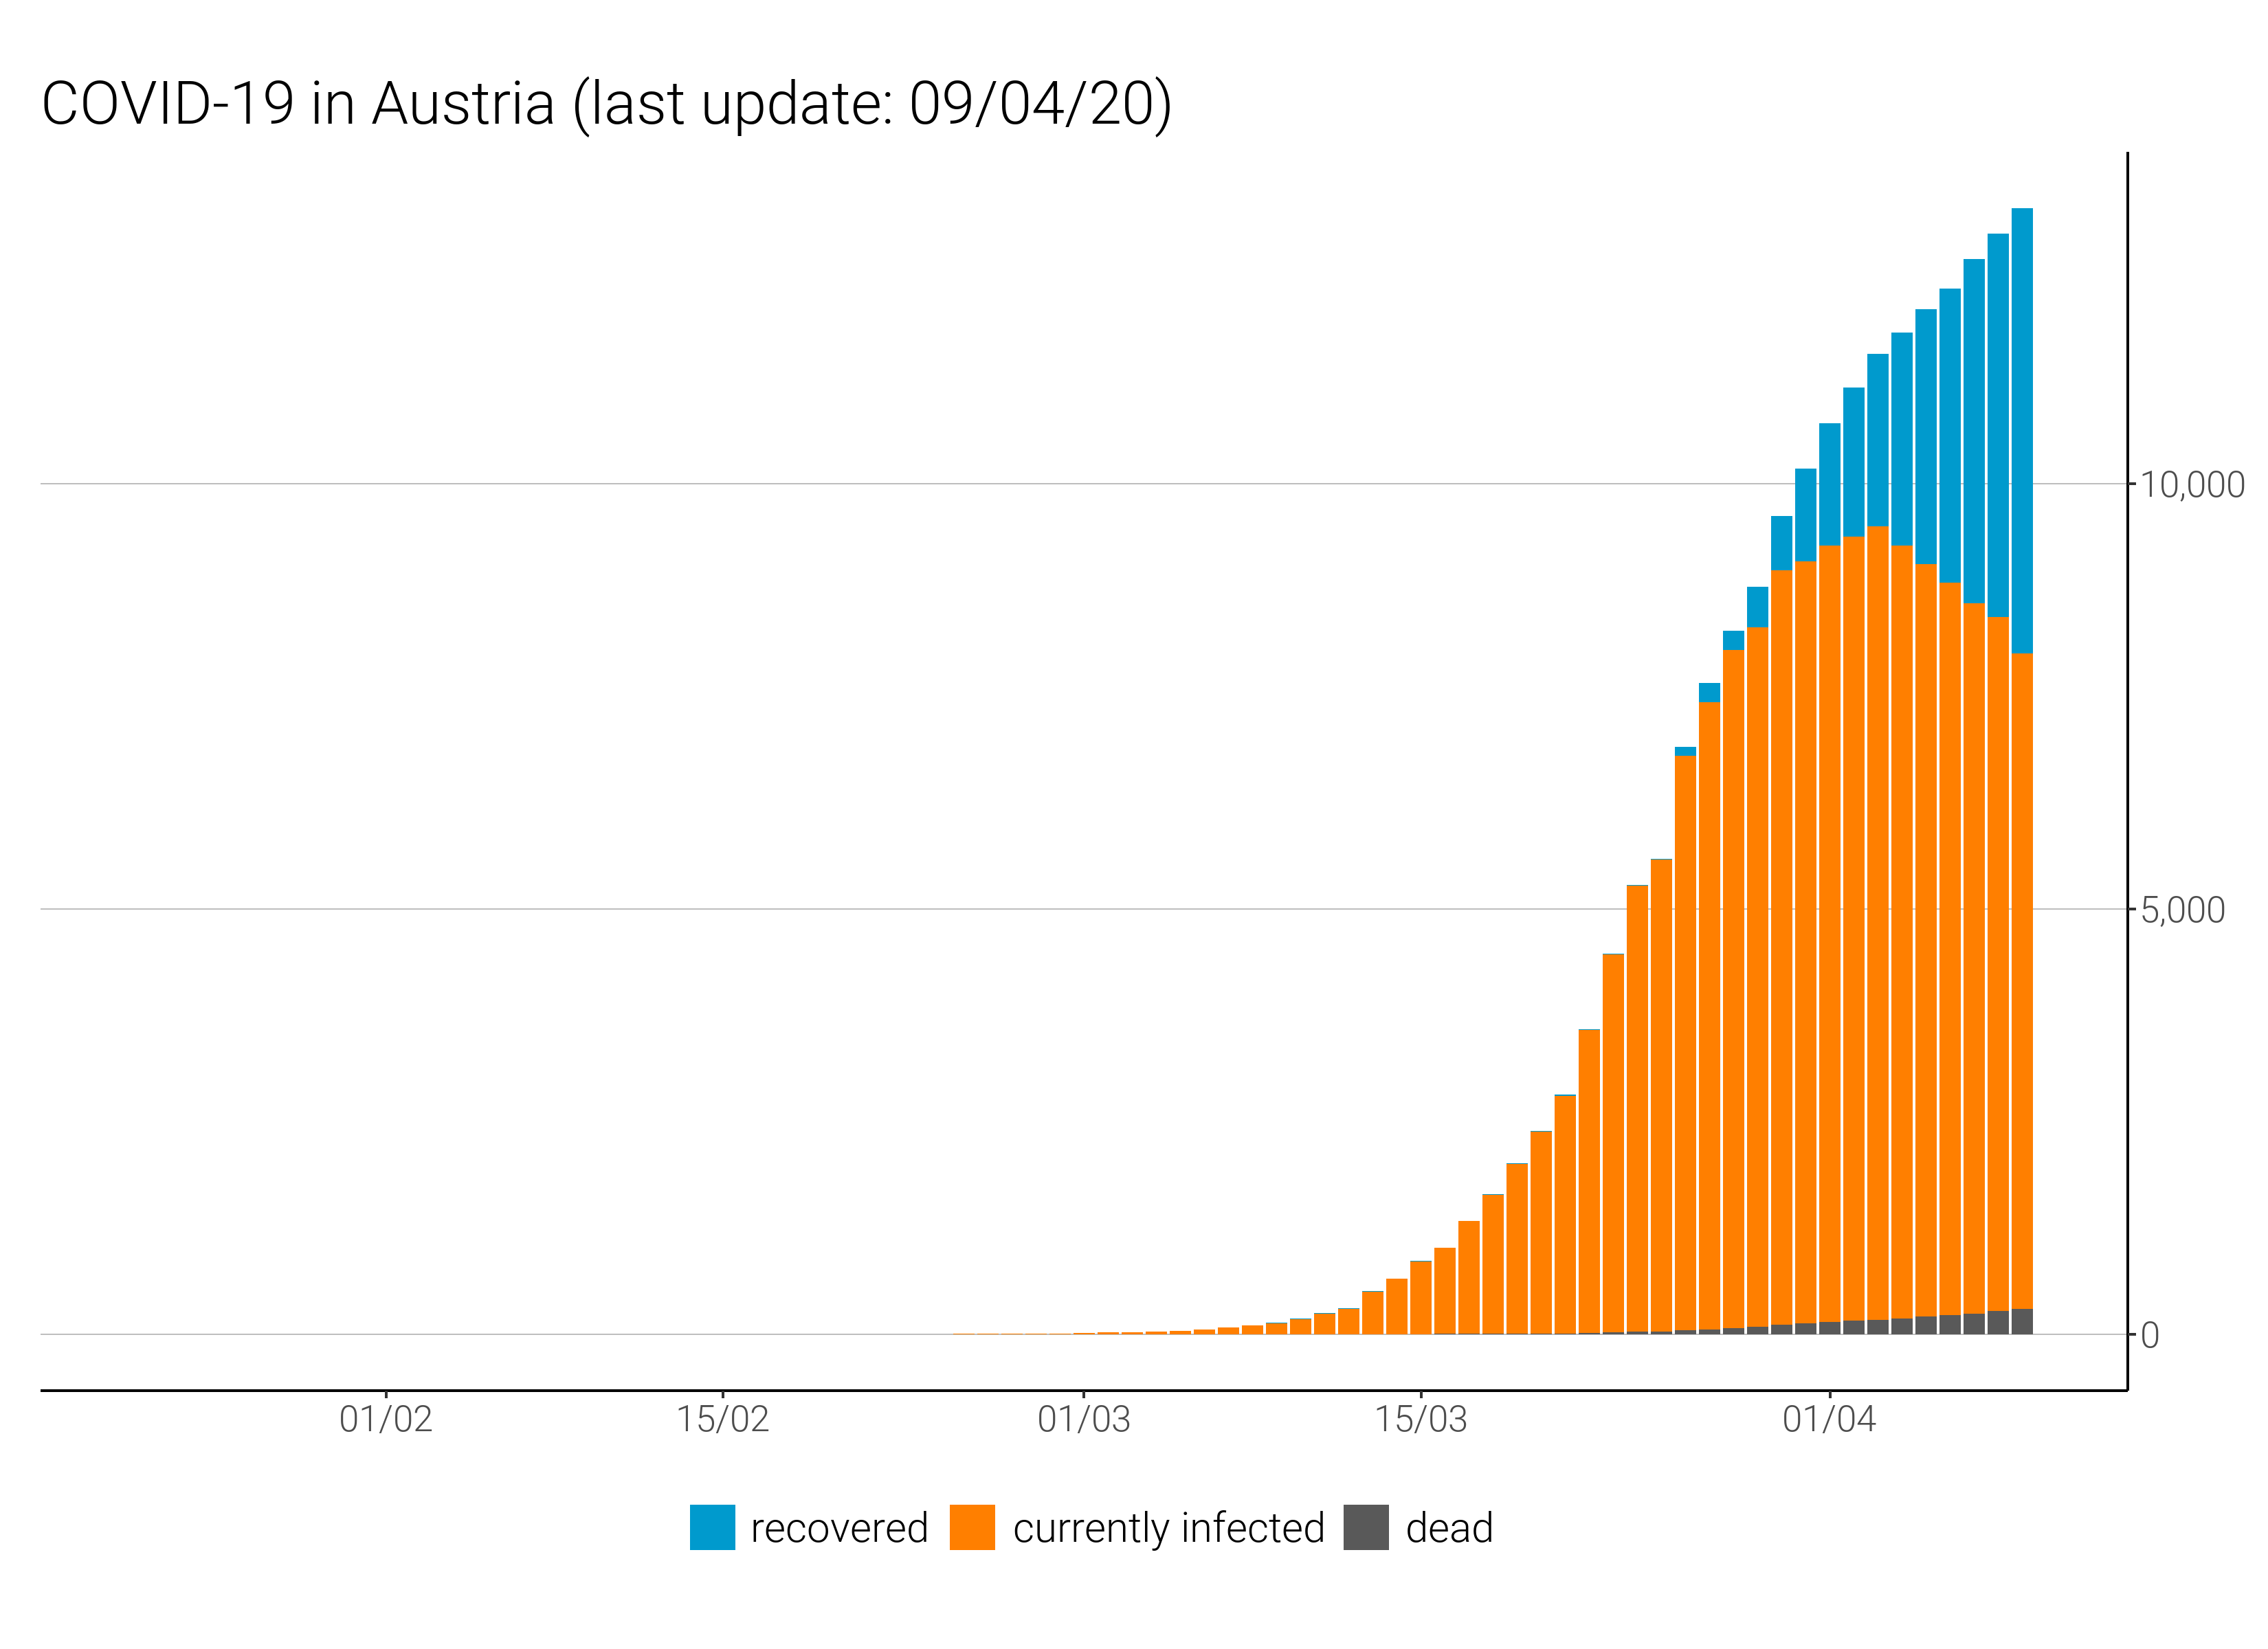 COVID-19 in Austria (last update: 09/04/20)
10,000
5,000
0
01/02 15/02 01/03 15/03 01/04
recovered currently infected dead